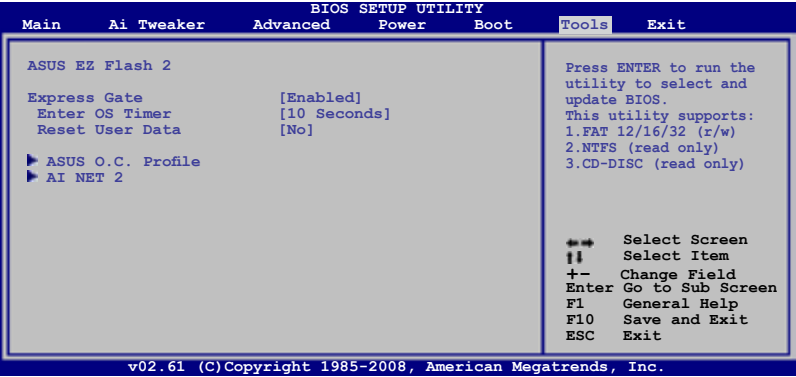 BIOS SETUP UTILITY
Main Ai Tweaker Advanced Power Boot Tools Exit
ASUS EZ Flash 2
Express Gate [Enabled]
Enter OS Timer [10 Seconds]
Reset User Data [No]
ASUS O.C. Profile
AI NET 2
Press ENTER to run the
utility to select and
update BIOS.
This utility supports:
1.FAT 12/16/32 (r/w)
2.NTFS (read only)
3.CD-DISC (read only)
Select Screen
Select Item
+- Change Field
Enter Go to Sub Screen
F1 General Help
F10 Save and Exit
ESC Exit
v02.61 (C)Copyright 1985-2008, American Megatrends, Inc.